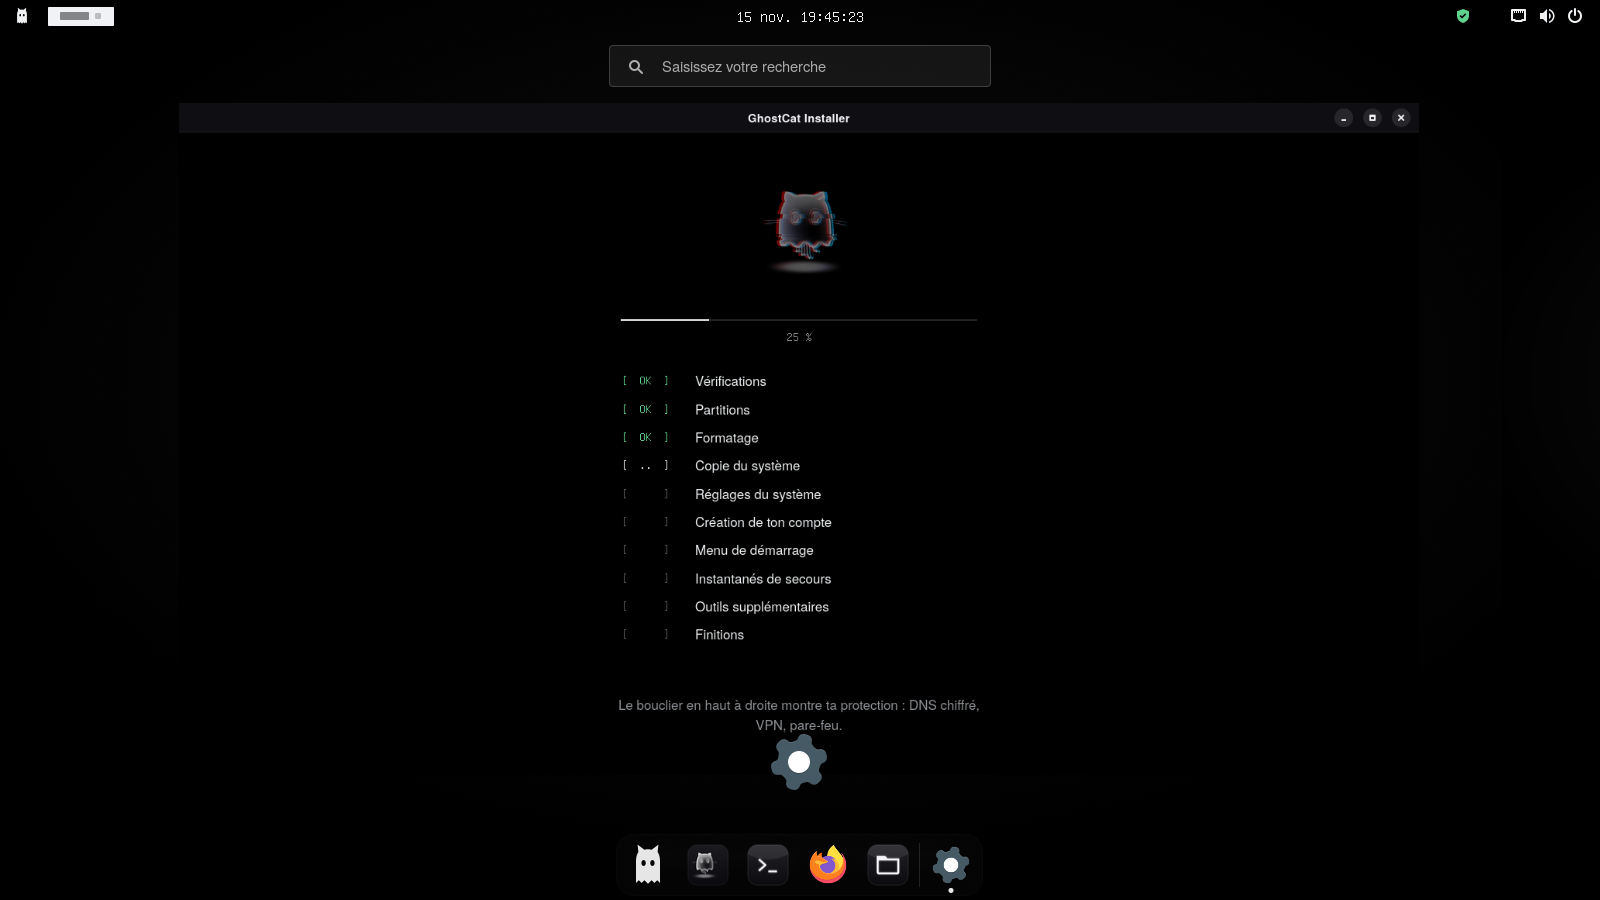 15 nov. 19:45:23
Saisissez votre recherche
GhostCat Installer
25 %
[ OK ] Vérifications
[ OK ] Partitions
[ OK ] Formatage
[ .. ] Copie du système
[ ] Réglages du système
[ ] Création de ton compte
[ ] Menu de démarrage
[ ] Instantanés de secours
[ ] Outils supplémentaires
[ ] Finitions
Le bouclier en haut à droite montre ta protection : DNS chiffré,
VPN, pare-feu.